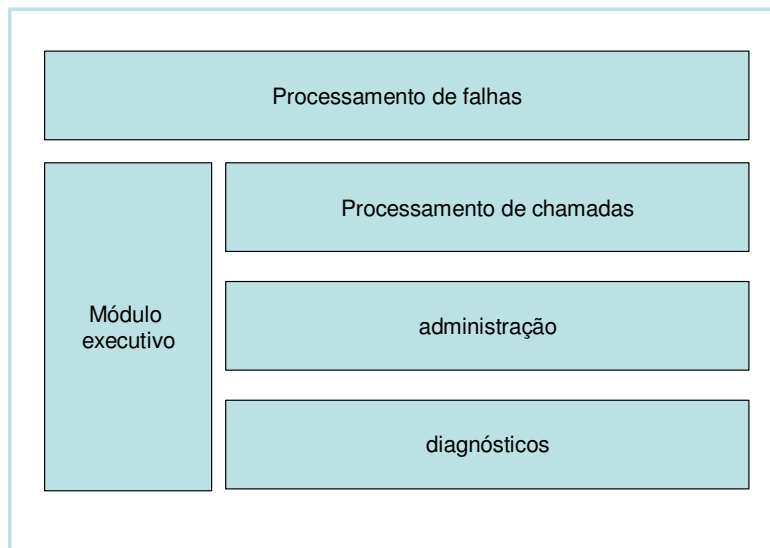 Processamento de falhas
Processamento de chamadas
Módulo
executivo
administração
diagnósticos